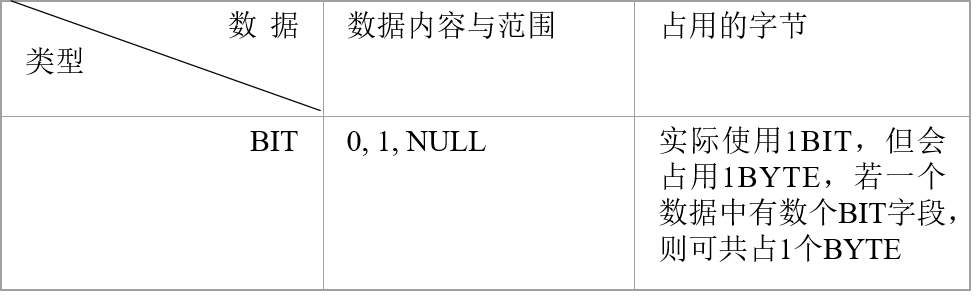 数 据
类型
数据内容与范围
占用的字节
BIT
0, 1, NULL
实际使用1BIT，但会
占用1BYTE，若一个
数据中有数个BIT字段，
则可共占1个BYTE